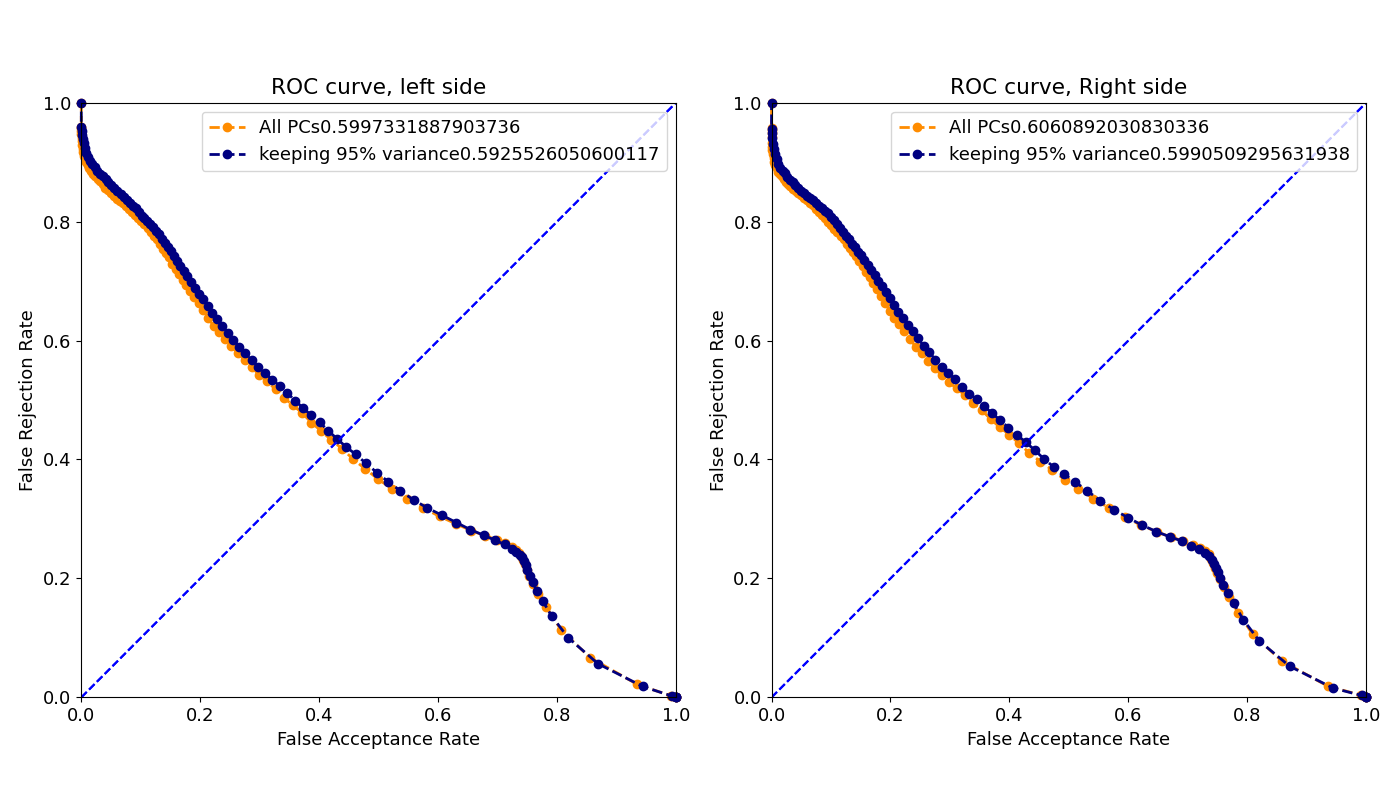 ROC curve, left side
All PCs0.5997331887903736
keeping 95% variance0.5925526050600117
False Rejection Rate
1.0
0.8
0.6
0.4
0.2
0.0
0.0 0.2 0.4 0.6 0.8 1.0
False Acceptance Rate
ROC curve, Right side
All PCs0.6060892030830336
keeping 95% variance0.5990509295631938
False Rejection Rate
1.0
0.8
0.6
0.4
0.2
0.0
0.0 0.2 0.4 0.6 0.8 1.0
False Acceptance Rate